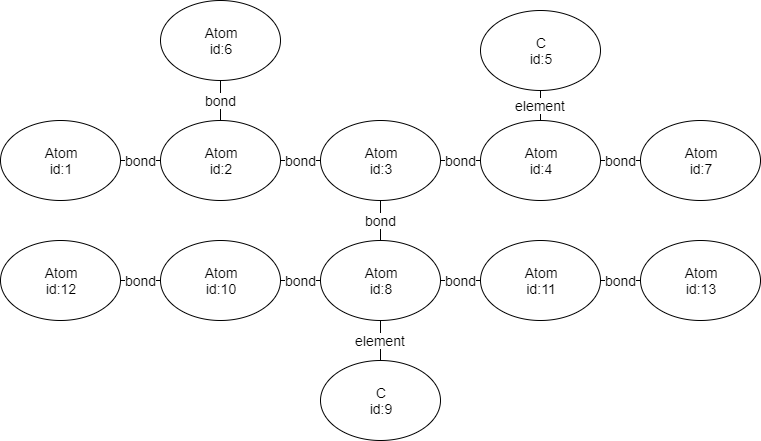 Atom
id:6
C
id:5
bond
element
Atom
id:1
bond
Atom
id:2
bond
Atom
id:3
bond
Atom
id:4
bond
Atom
id:7
bond
Atom
id:12
bond
Atom
id:10
bond
Atom
id:8
bond
Atom
id:11
bond
Atom
id:13
element
C
id:9